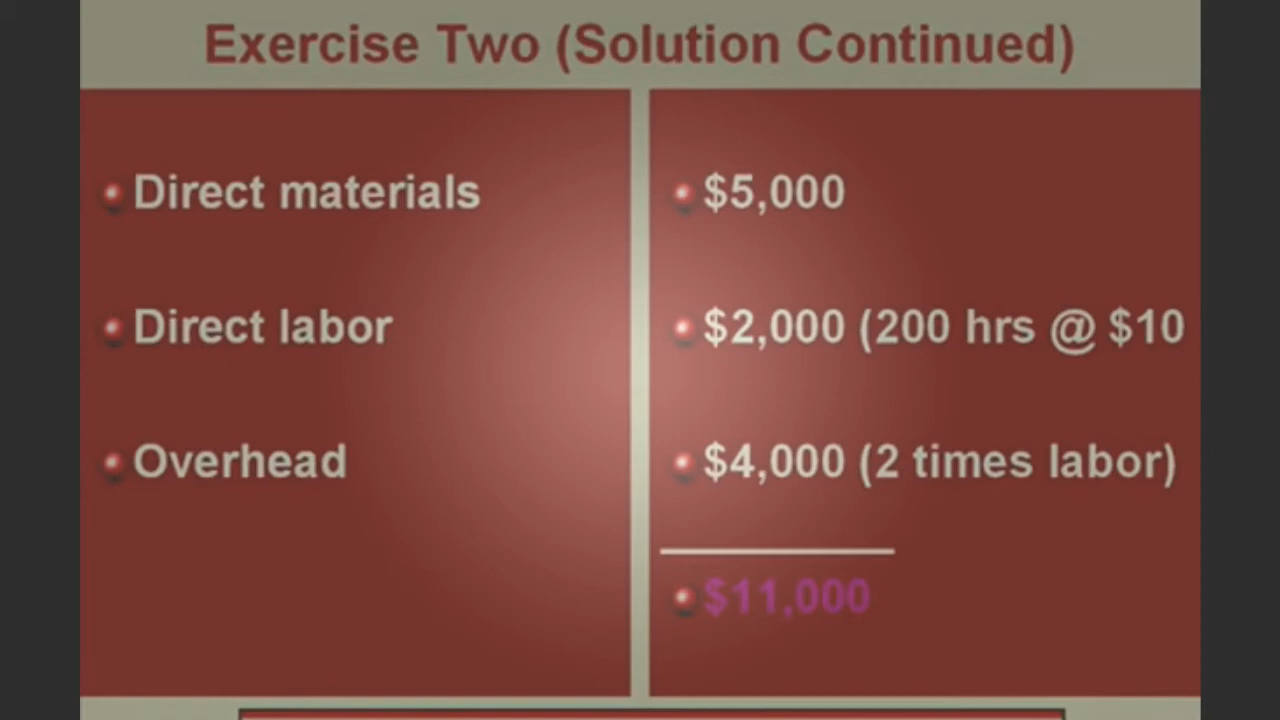 Exercise Two (Solution Continued)
Direct materials
$5,000
Direct labor
$2,000 (200 hrs @ $10
Overhead
$4,000 (2 times labor)
$11,000